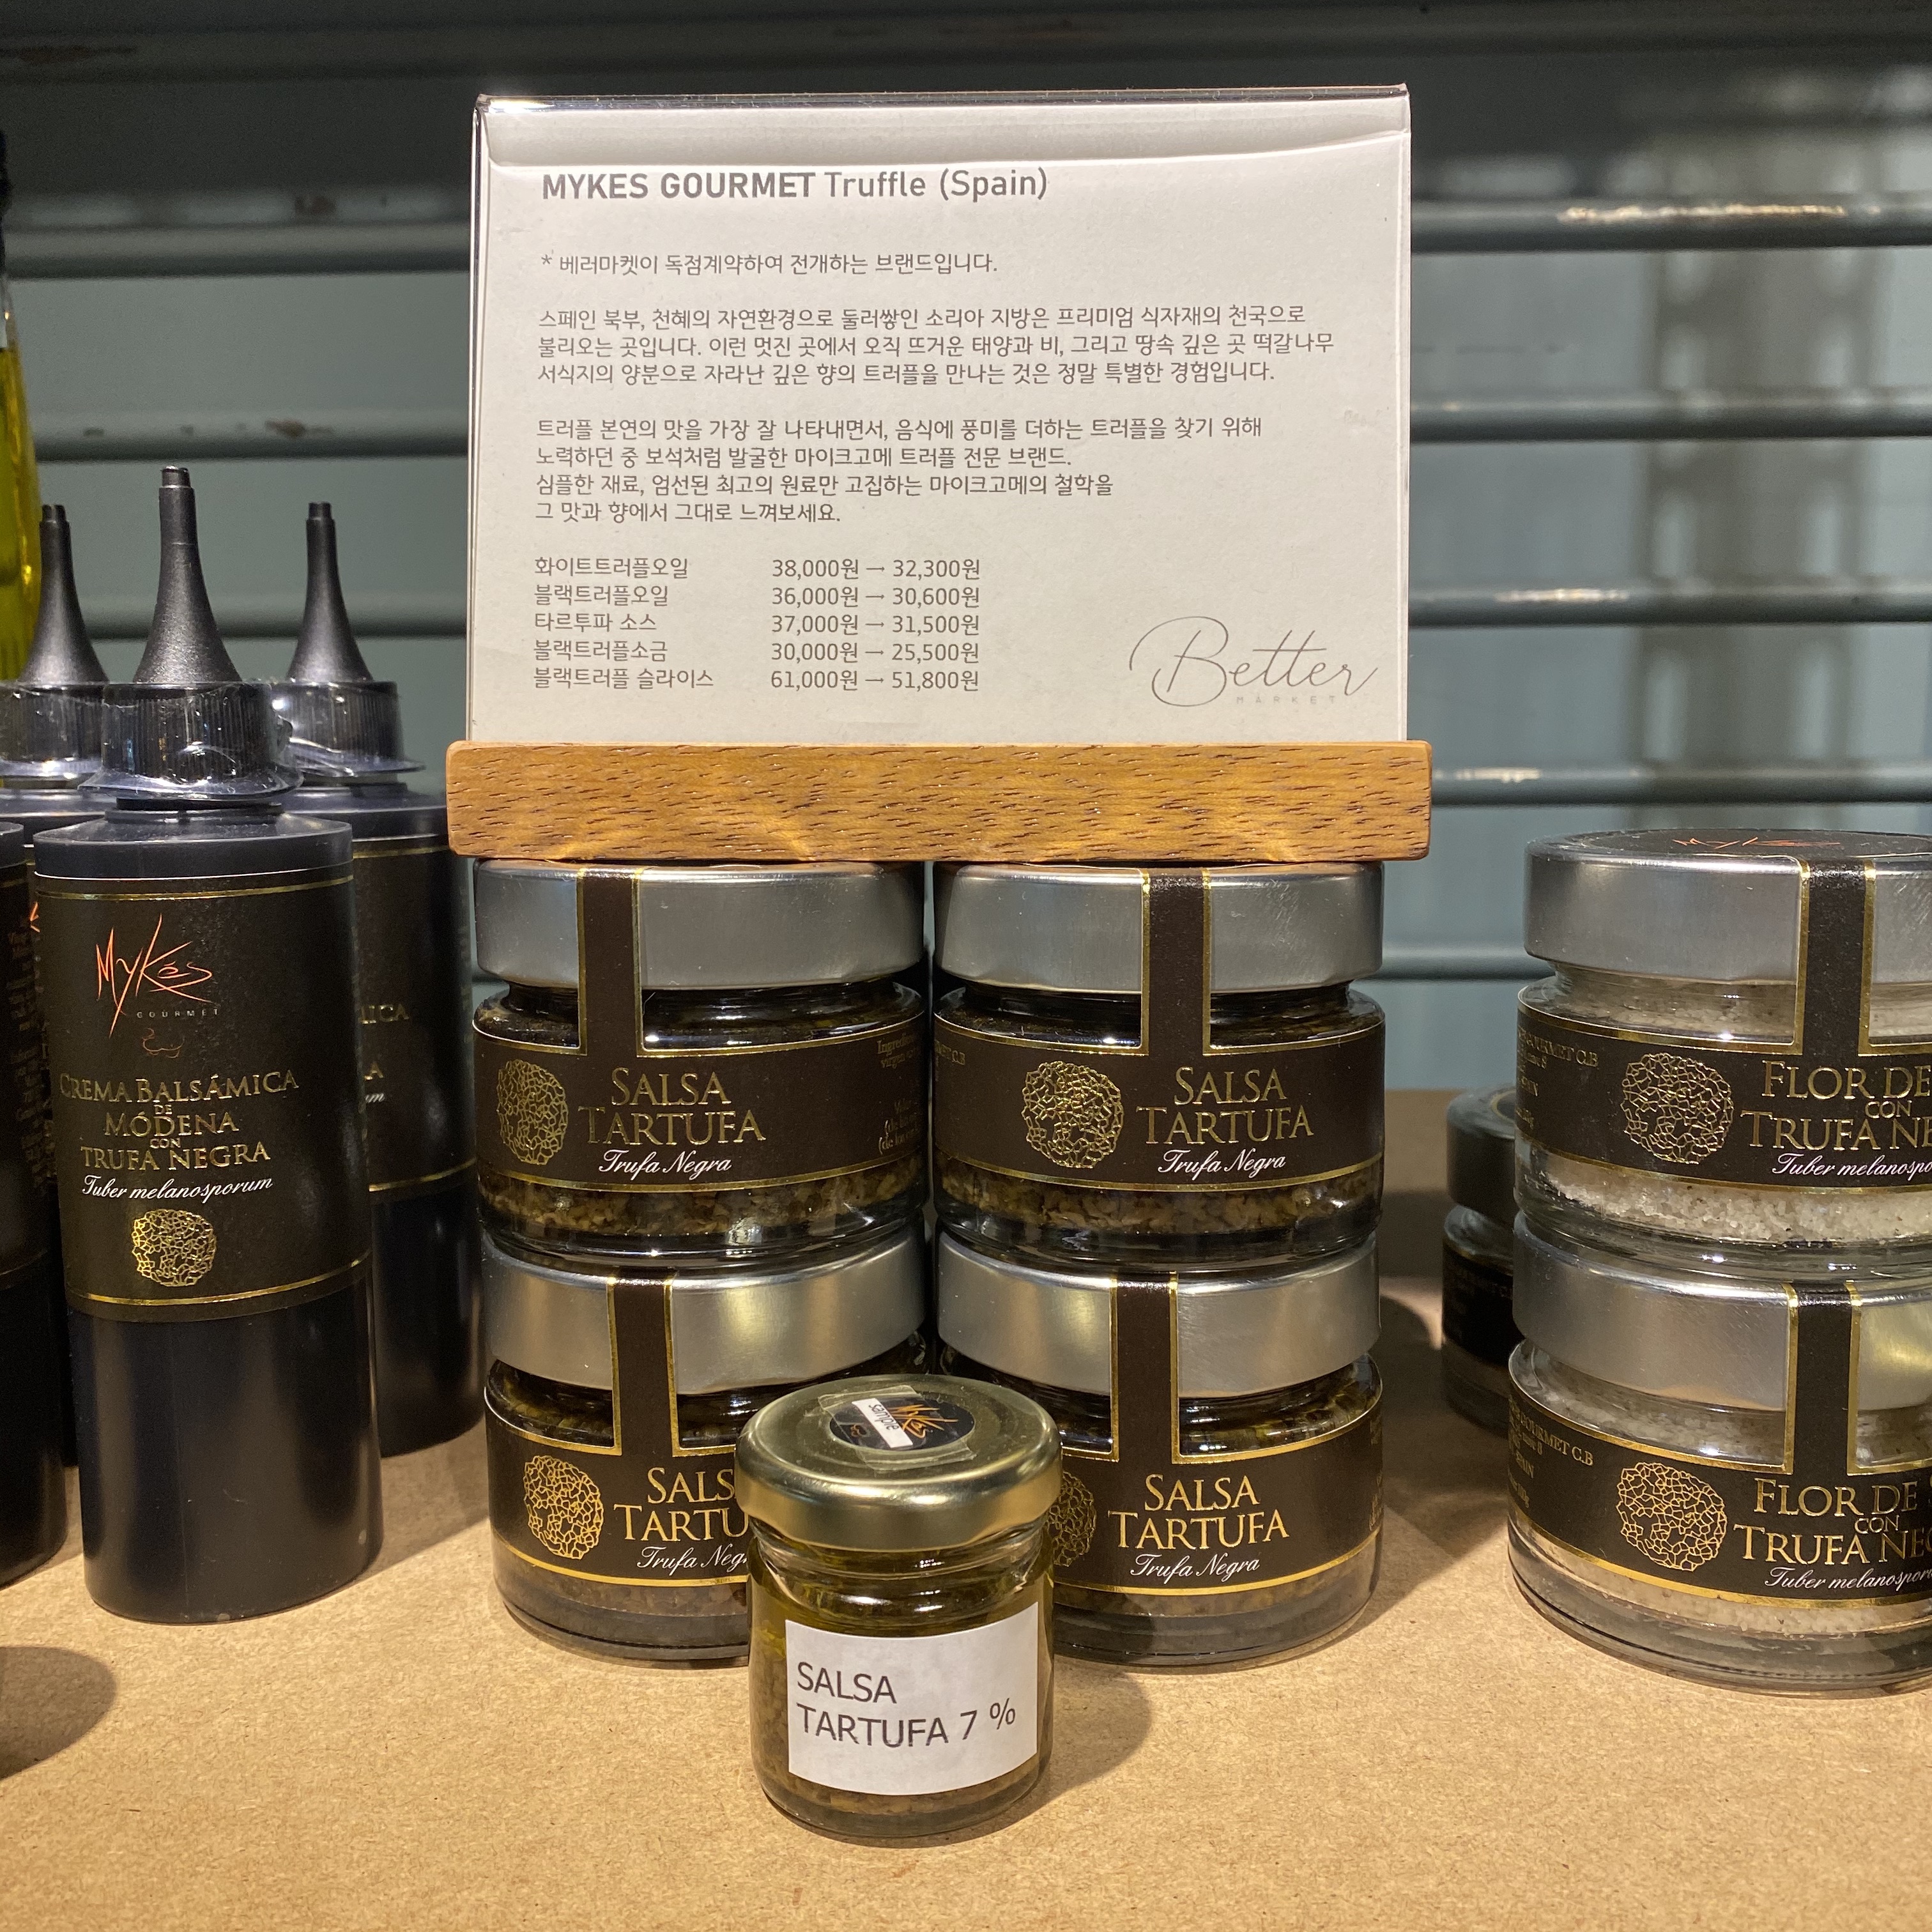 MYKES GOURMET Truffle (Spain)
* 베러마켓이 독점계약하여 전개하는 브랜드입니다.
스페인 북부, 천혜의 자연환경으로 둘러쌓인 소리아 지방은 프리미엄 식자재의 천국으로
불리오는 곳입니다. 이런 멋진 곳에서 오직 뜨거운 태양과 비, 그리고 땅속 깊은 곳 떡갈나무
서식지의 양분으로 자라난 깊은 향의 트러플을 만나는 것은 정말 특별한 경험입니다.
트러플 본연의 맛을 가장 잘 나타내면서, 음식에 풍미를 더하는 트러플을 찾기 위해
노력하던 중 보석처럼 발굴한 마이크고메 트러플 전문 브랜드.
심플한 재료, 엄선된 최고의 원료만 고집하는 마이크고메의 철학을
그 맛과 향에서 그대로 느껴보세요.
화이트트러플오일 38,000원 → 32,300원
블랙트러플오일 36,000원 → 30,600원
타르투파 소스 37,000원 → 31,500원
블랙트러플소금 30,000원 → 25,500원
블랙트러플 슬라이스 61,000원 → 51,800원
Better
MARKET
Mykes
GOURMET
CREMA BALSÁMICA
DE
MÓDENA
CON
TRUFA NEGRA
Tuber melanosporum
SALSA
TARTUFA
Trufa Negra
SALSA
TARTUFA
Trufa Negra
FLOR DE
CON
TRUFA NE
Tuber melanospo
SALS
TARTU
Trufa Neg
SALSA
TARTUFA
Trufa Negra
FLOR DE
CON
TRUFA NEG
Tuber melanospor
Mykes
sample
SALSA
TARTUFA 7 %